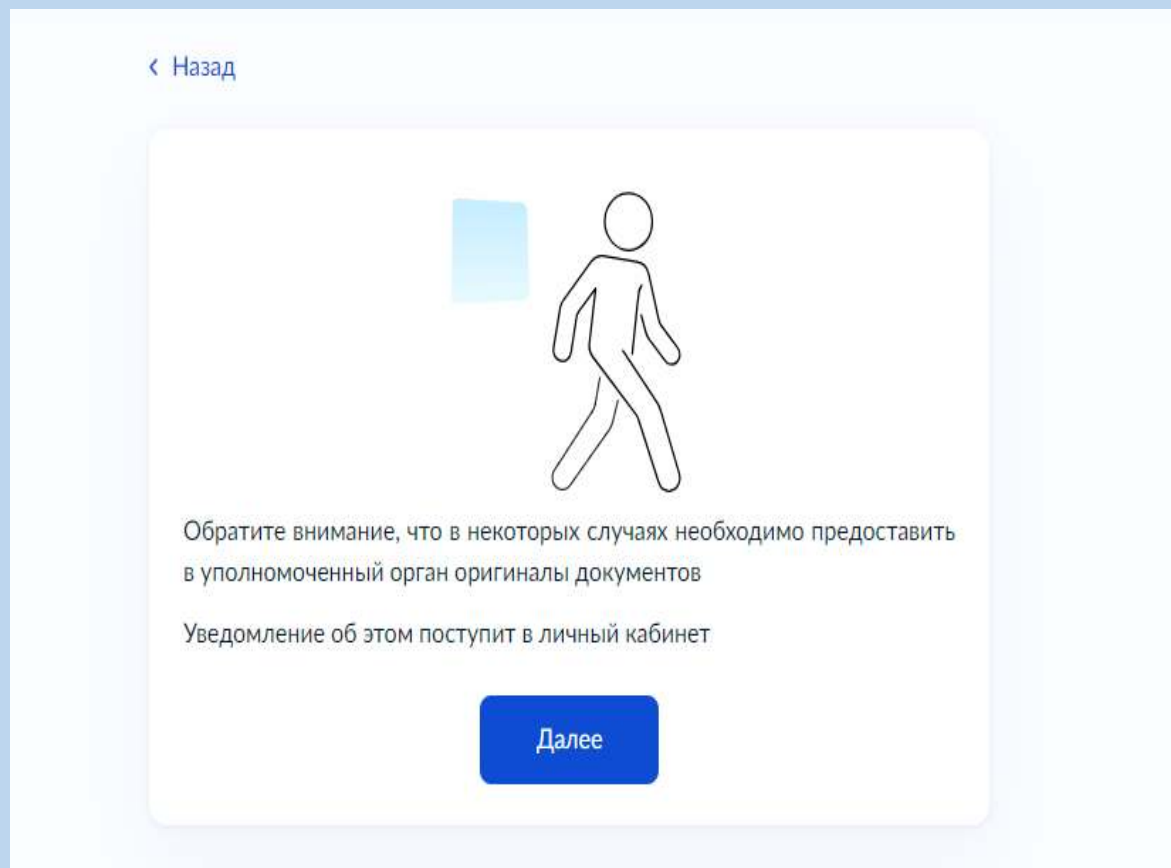 Назад
Обратите внимание, что в некоторых случаях необходимо предоставить
в уполномоченный орган оригиналы документов
Уведомление об этом поступит в личный кабинет
Далее